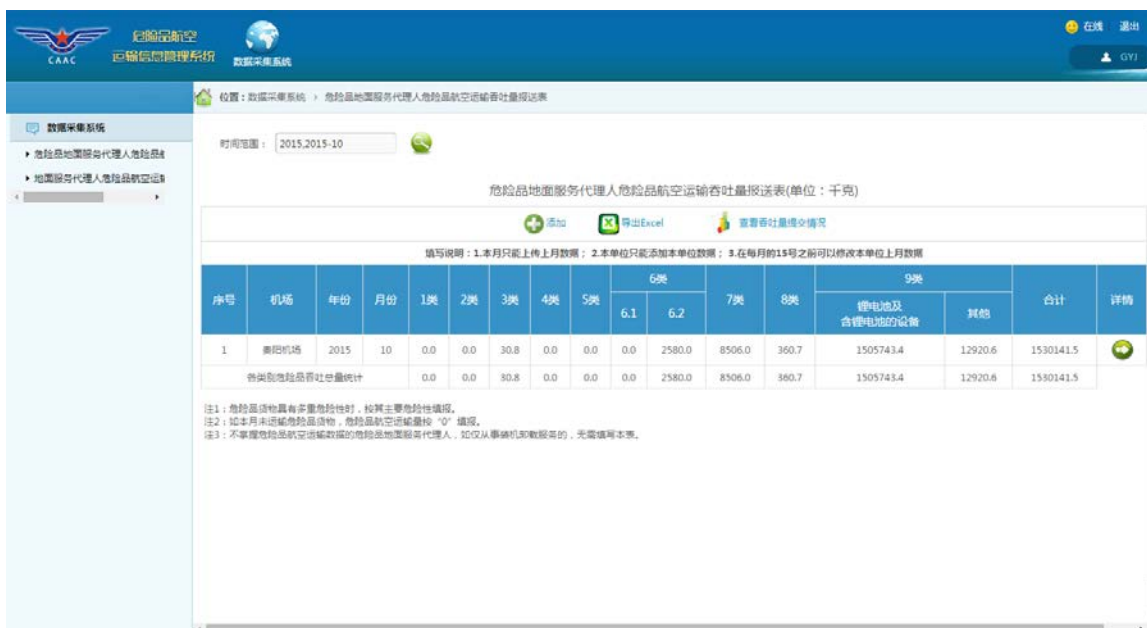 危险品航空
运输信息管理系统
CAAC
数据采集系统
在线 退出
GYJ
位置：数据采集系统 › 危险品地面服务代理人危险品航空运输吞吐量报送表
数据采集系统
危险品地面服务代理人危险品
地面服务代理人危险品航空运
时间范围： 2015,2015-10
危险品地面服务代理人危险品航空运输吞吐量报送表(单位：千克)
添加 导出Excel 查看吞吐量提交情况
填写说明：1.本月只能上传上月数据； 2.本单位只能添加本单位数据； 3.在每月的15号之前可以修改本单位上月数据
序号 机场 年份 月份 1类 2类 3类 4类 5类 6类 7类 8类 9类 合计 详情
6.1 6.2 锂电池及含锂电池的设备 其他
1 贵阳机场 2015 10 0.0 0.0 30.8 0.0 0.0 0.0 2580.0 8506.0 360.7 1505743.4 12920.6 1530141.5
各类别危险品吞吐总量统计 0.0 0.0 30.8 0.0 0.0 0.0 2580.0 8506.0 360.7 1505743.4 12920.6 1530141.5
注1：危险品货物具有多重危险性时，按其主要危险性填报。
注2：如本月未运输危险品货物，危险品航空运输量按“0”填报。
注3：不掌握危险品航空运输数据的危险品地面服务代理人，如仅从事装机卸载服务的，无需填写本表。